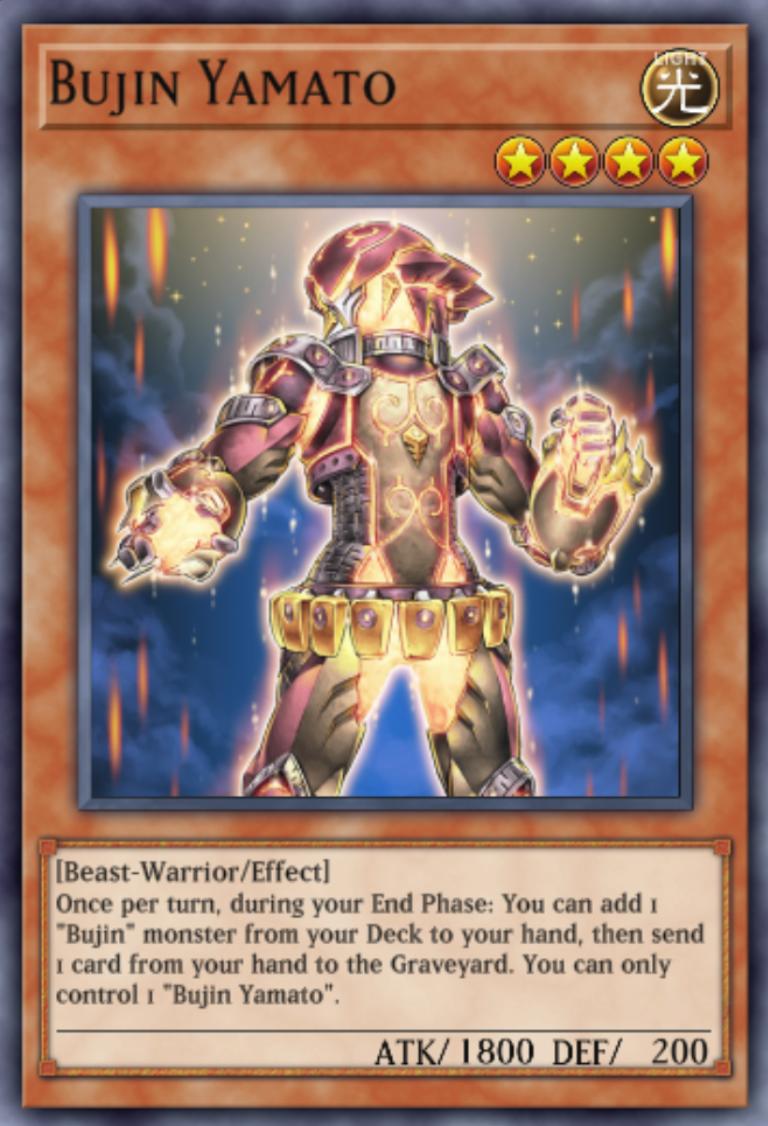 Bujin Yamato
LIGHT
光
[Beast-Warrior/Effect]
Once per turn, during your End Phase: You can add 1
"Bujin" monster from your Deck to your hand, then send
1 card from your hand to the Graveyard. You can only
control 1 "Bujin Yamato".
ATK/ 1800 DEF/ 200